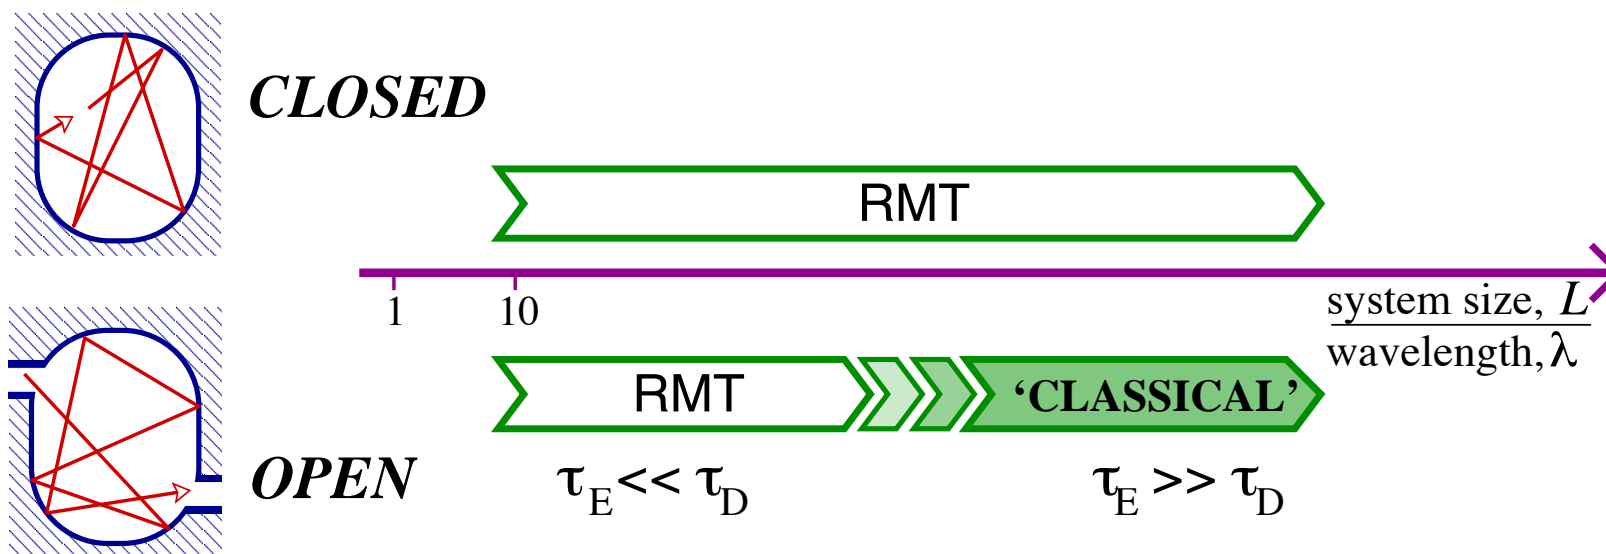 CLOSED
RMT
1
10
system size, L
wavelength, λ
RMT
‘CLASSICAL’
OPEN
τE << τD
τE >> τD